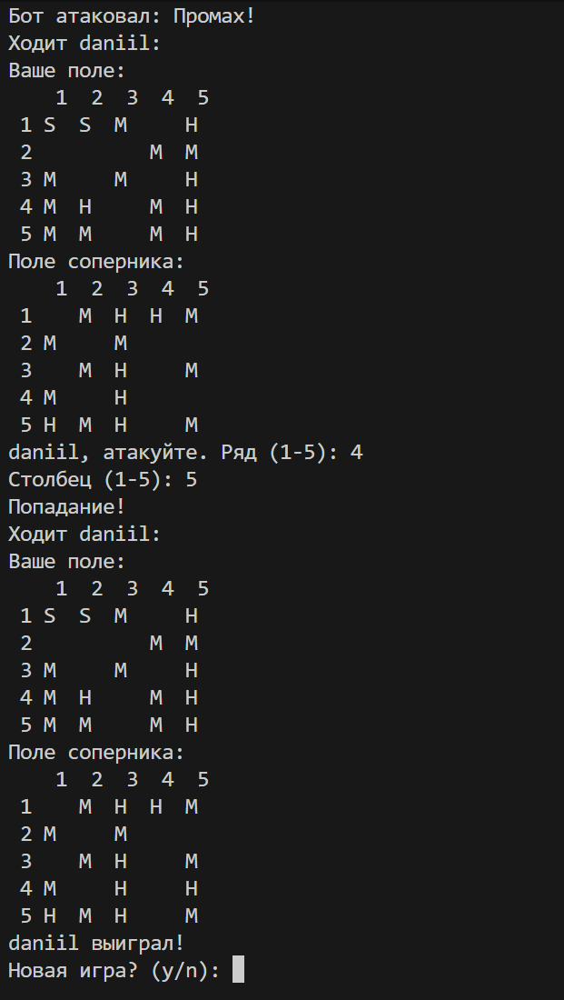 Бот атаковал: Промах!
Ходит daniil:
Ваше поле:
    1  2  3  4  5
 1 S  S  M     H
 2          M  M
 3 M     M     H
 4 M  H     M  H
 5 M  M     M  H
Поле соперника:
    1  2  3  4  5
 1    M  H  H  M
 2 M     M
 3    M  H     M
 4 M     H
 5 H  M  H     M
daniil, атакуйте. Ряд (1-5): 4
Столбец (1-5): 5
Попадание!
Ходит daniil:
Ваше поле:
    1  2  3  4  5
 1 S  S  M     H
 2          M  M
 3 M     M     H
 4 M  H     M  H
 5 M  M     M  H
Поле соперника:
    1  2  3  4  5
 1    M  H  H  M
 2 M     M
 3    M  H     M
 4 M     H     H
 5 H  M  H     M
daniil выиграл!
Новая игра? (y/n):